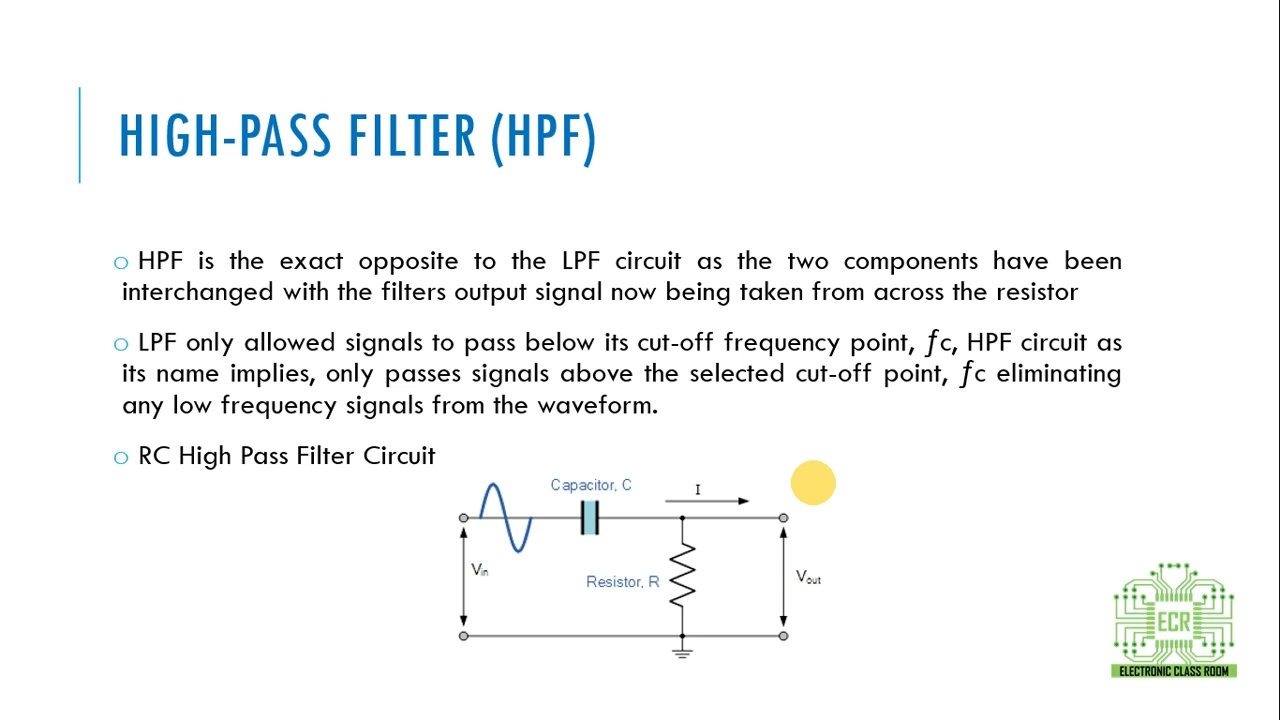 HIGH-PASS FILTER (HPF)
o HPF is the exact opposite to the LPF circuit as the two components have been
interchanged with the filters output signal now being taken from across the resistor
o LPF only allowed signals to pass below its cut-off frequency point, ƒc, HPF circuit as
its name implies, only passes signals above the selected cut-off point, ƒc eliminating
any low frequency signals from the waveform.
o RC High Pass Filter Circuit
Capacitor, C
I
Vin
Resistor, R
Vout
ECR
ELECTRONIC CLASS ROOM